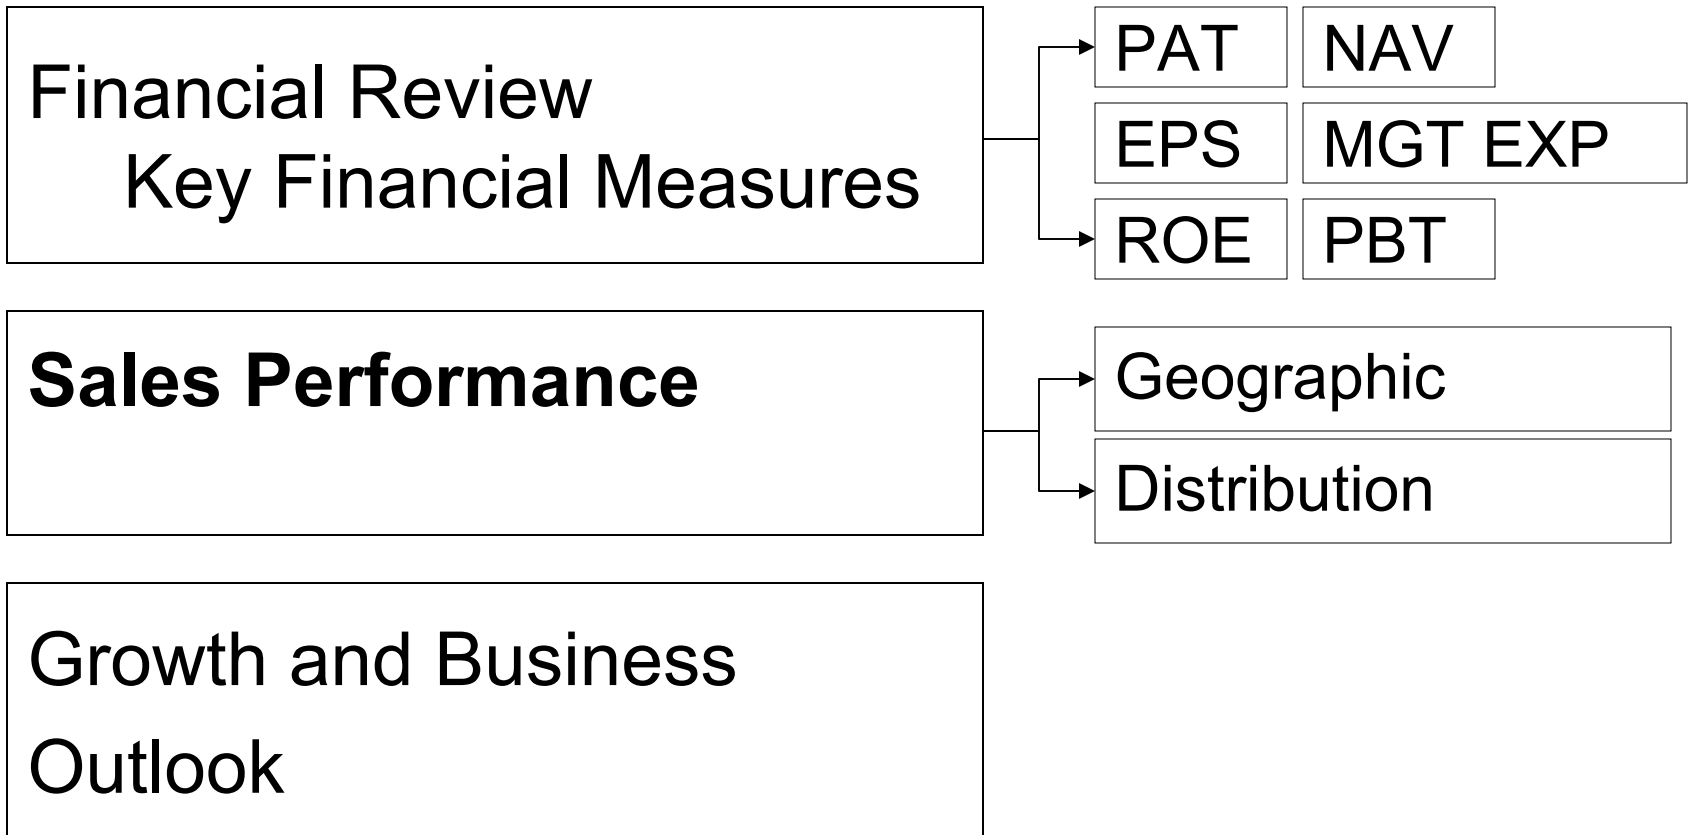 Financial Review
Key Financial Measures
PAT NAV
EPS MGT EXP
ROE PBT
Sales Performance
Geographic
Distribution
Growth and Business
Outlook